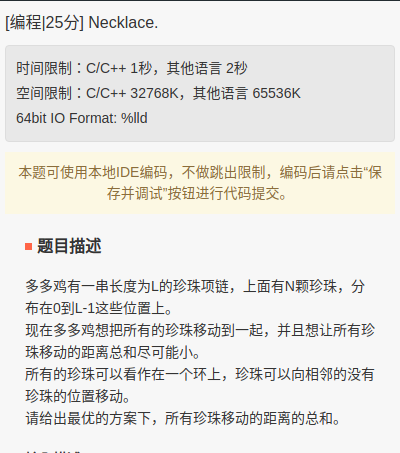 [编程|25分] Necklace.
时间限制：C/C++ 1秒，其他语言 2秒
空间限制：C/C++ 32768K，其他语言 65536K
64bit IO Format: %lld
本题可使用本地IDE编码，不做跳出限制，编码后请点击“保
存并调试”按钮进行代码提交。
题目描述
多多鸡有一串长度为L的珍珠项链，上面有N颗珍珠，分
布在0到L-1这些位置上。
现在多多鸡想把所有的珍珠移动到一起，并且想让所有珍
珠移动的距离总和尽可能小。
所有的珍珠可以看作在一个环上，珍珠可以向相邻的没有
珍珠的位置移动。
请给出最优的方案下，所有珍珠移动的距离的总和。